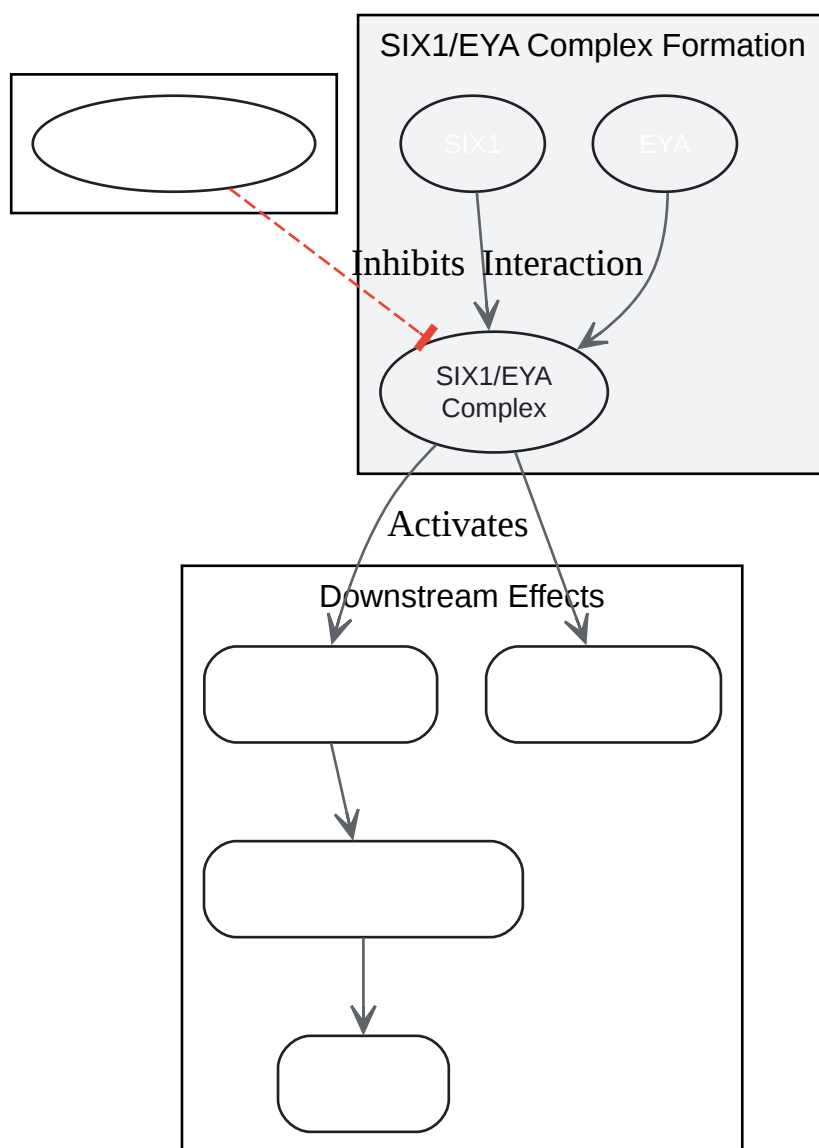 SIX1/EYA Complex Formation
SIX1
EYA
Inhibits
Interaction
SIX1/EYA
Complex
Activates
Downstream Effects